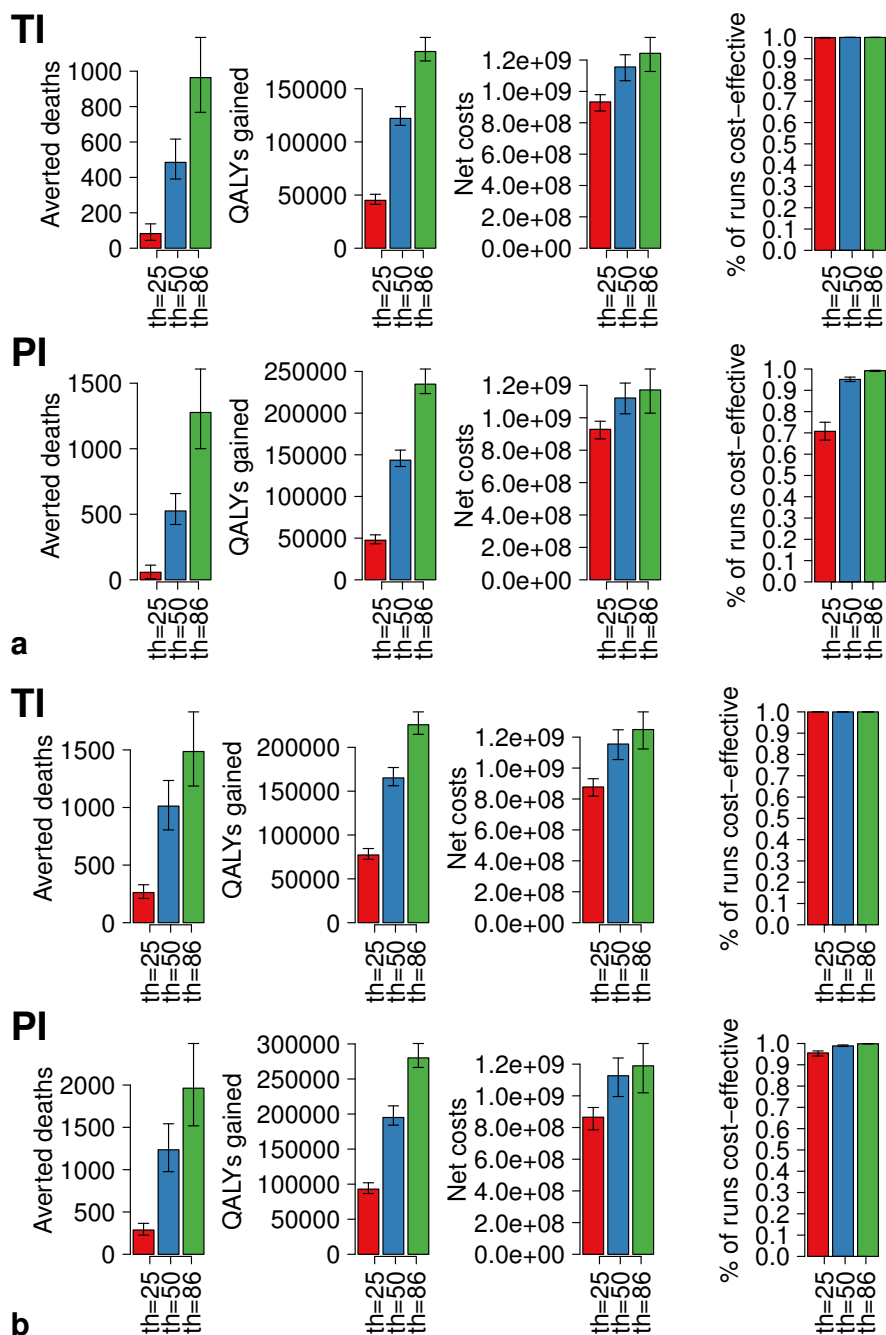 TI
Averted deaths
1000
800
600
400
200
0
th=25
th=50
th=86
QALYs gained
150000
100000
50000
0
th=25
th=50
th=86
Net costs
1.2e+09
1.0e+09
8.0e+08
6.0e+08
4.0e+08
2.0e+08
0.0e+00
th=25
th=50
th=86
% of runs cost−effective
1.0
0.9
0.8
0.7
0.6
0.5
0.4
0.3
0.2
0.1
0.0
th=25
th=50
th=86
PI
Averted deaths
1500
1000
500
0
th=25
th=50
th=86
QALYs gained
250000
200000
150000
100000
50000
0
th=25
th=50
th=86
Net costs
1.2e+09
1.0e+09
8.0e+08
6.0e+08
4.0e+08
2.0e+08
0.0e+00
th=25
th=50
th=86
% of runs cost−effective
1.0
0.9
0.8
0.7
0.6
0.5
0.4
0.3
0.2
0.1
0.0
th=25
th=50
th=86
a
TI
Averted deaths
1500
1000
500
0
th=25
th=50
th=86
QALYs gained
200000
150000
100000
50000
0
th=25
th=50
th=86
Net costs
1.2e+09
1.0e+09
8.0e+08
6.0e+08
4.0e+08
2.0e+08
0.0e+00
th=25
th=50
th=86
% of runs cost−effective
1.0
0.9
0.8
0.7
0.6
0.5
0.4
0.3
0.2
0.1
0.0
th=25
th=50
th=86
PI
Averted deaths
2000
1500
1000
500
0
th=25
th=50
th=86
QALYs gained
300000
250000
200000
150000
100000
50000
0
th=25
th=50
th=86
Net costs
1.2e+09
1.0e+09
8.0e+08
6.0e+08
4.0e+08
2.0e+08
0.0e+00
th=25
th=50
th=86
% of runs cost−effective
1.0
0.9
0.8
0.7
0.6
0.5
0.4
0.3
0.2
0.1
0.0
th=25
th=50
th=86
b